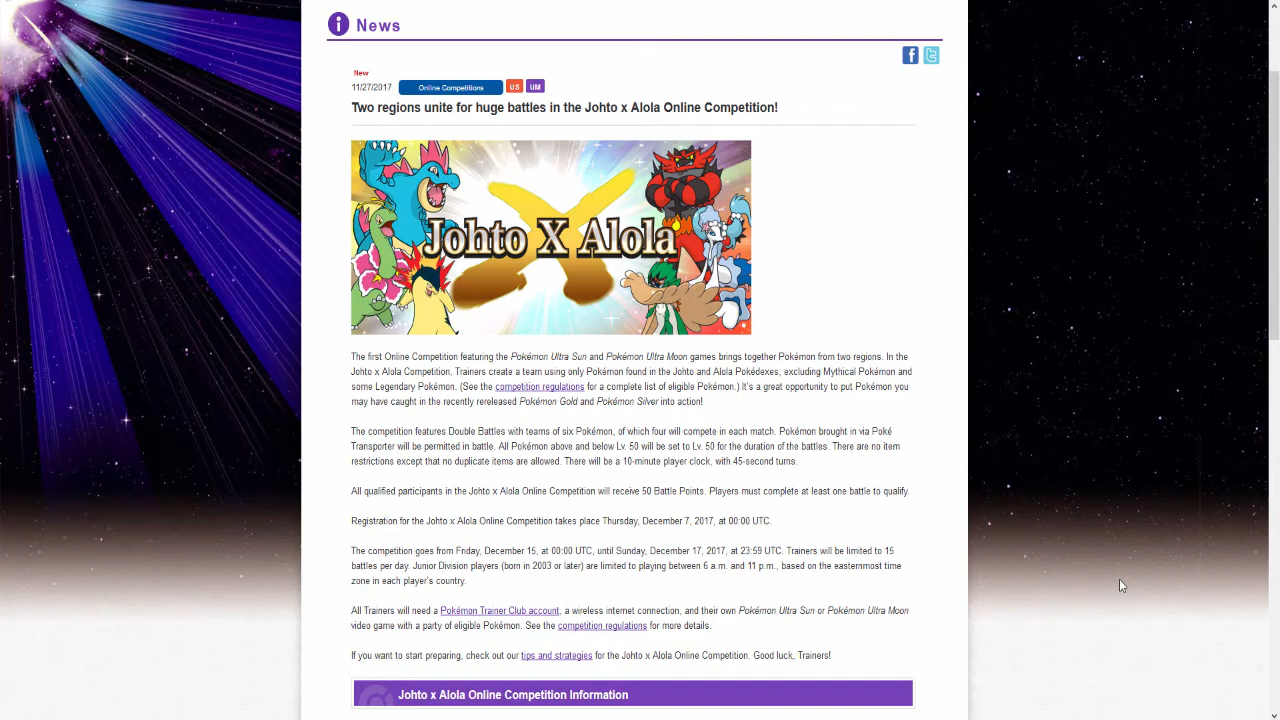 News
New
11/27/2017 Online Competitions US UM
Two regions unite for huge battles in the Johto x Alola Online Competition!
Johto X Alola
The first Online Competition featuring the Pokémon Ultra Sun and Pokémon Ultra Moon games brings together Pokémon from two regions. In the
Johto x Alola Competition, Trainers create a team using only Pokémon found in the Johto and Alola Pokédexes, excluding Mythical Pokémon and
some Legendary Pokémon. (See the competition regulations for a complete list of eligible Pokémon.) It's a great opportunity to put Pokémon you
may have caught in the recently rereleased Pokémon Gold and Pokémon Silver into action!
The competition features Double Battles with teams of six Pokémon, of which four will compete in each match. Pokémon brought in via Poké
Transporter will be permitted in battle. All Pokémon above and below Lv. 50 will be set to Lv. 50 for the duration of the battles. There are no item
restrictions except that no duplicate items are allowed. There will be a 10-minute player clock, with 45-second turns.
All qualified participants in the Johto x Alola Online Competition will receive 50 Battle Points. Players must complete at least one battle to qualify.
Registration for the Johto x Alola Online Competition takes place Thursday, December 7, 2017, at 00:00 UTC.
The competition goes from Friday, December 15, at 00:00 UTC, until Sunday, December 17, 2017, at 23:59 UTC. Trainers will be limited to 15
battles per day. Junior Division players (born in 2003 or later) are limited to playing between 6 a.m. and 11 p.m., based on the easternmost time
zone in each player's country.
All Trainers will need a Pokémon Trainer Club account, a wireless internet connection, and their own Pokémon Ultra Sun or Pokémon Ultra Moon
video game with a party of eligible Pokémon. See the competition regulations for more details.
If you want to start preparing, check out our tips and strategies for the Johto x Alola Online Competition. Good luck, Trainers!
Johto x Alola Online Competition Information